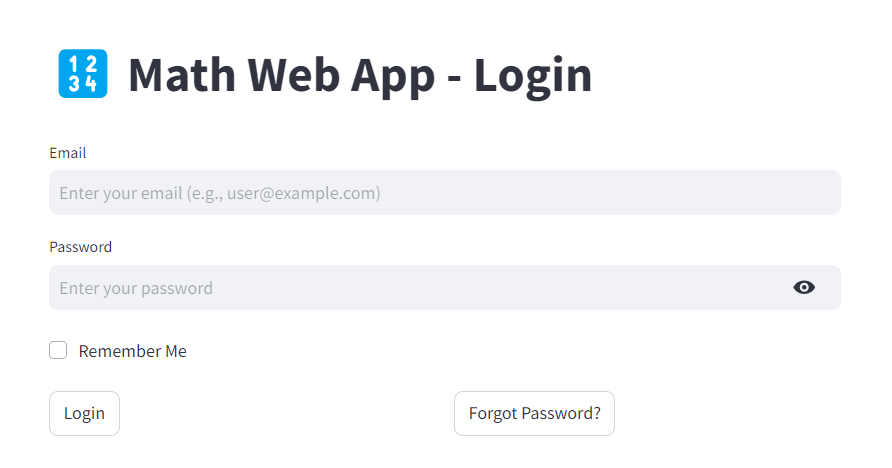 1 2
3 4
Math Web App - Login
Email
Enter your email (e.g., user@example.com)
Password
Enter your password
Remember Me
Login
Forgot Password?